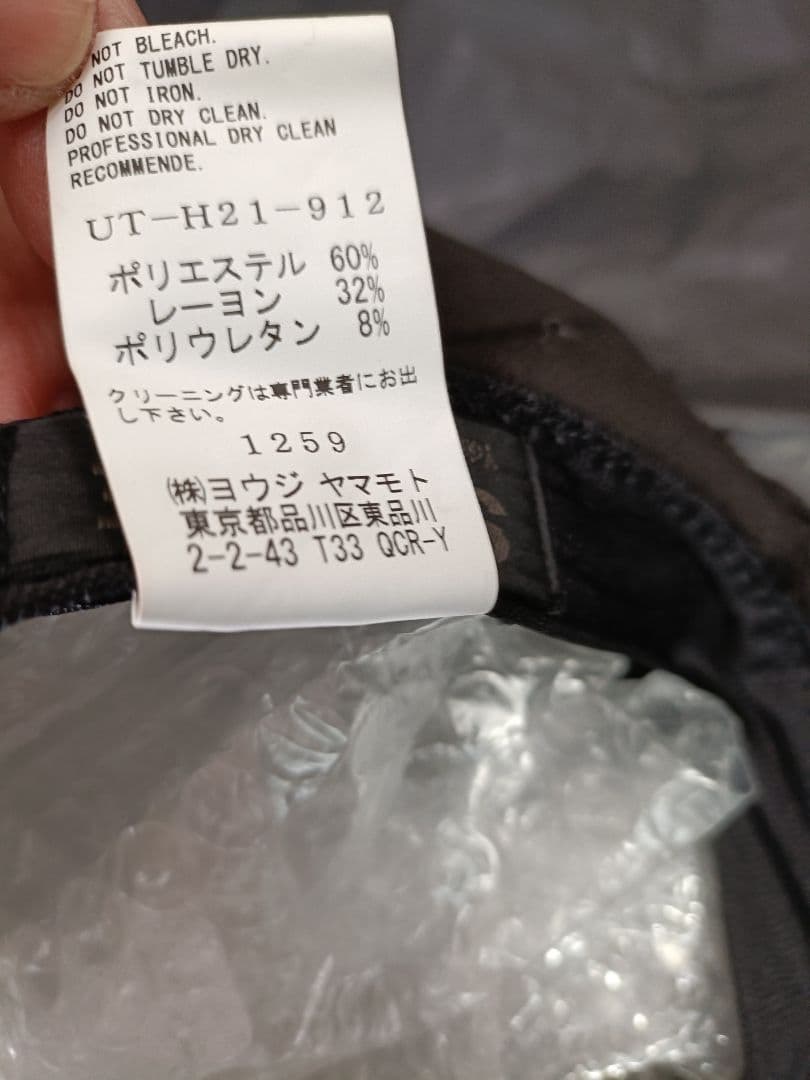 NOT BLEACH.
DO NOT TUMBLE DRY.
DO NOT IRON.
DO NOT DRY CLEAN.
PROFESSIONAL DRY CLEAN
RECOMMENDE.
UT-H21-912
ポリエステル 60%
レーヨン 32%
ポリウレタン 8%
クリーニングは専門業者にお出
し下さい。
1259
㈱ヨウジ ヤマモト
東京都品川区東品川
2-2-43 T33 QCR-Y